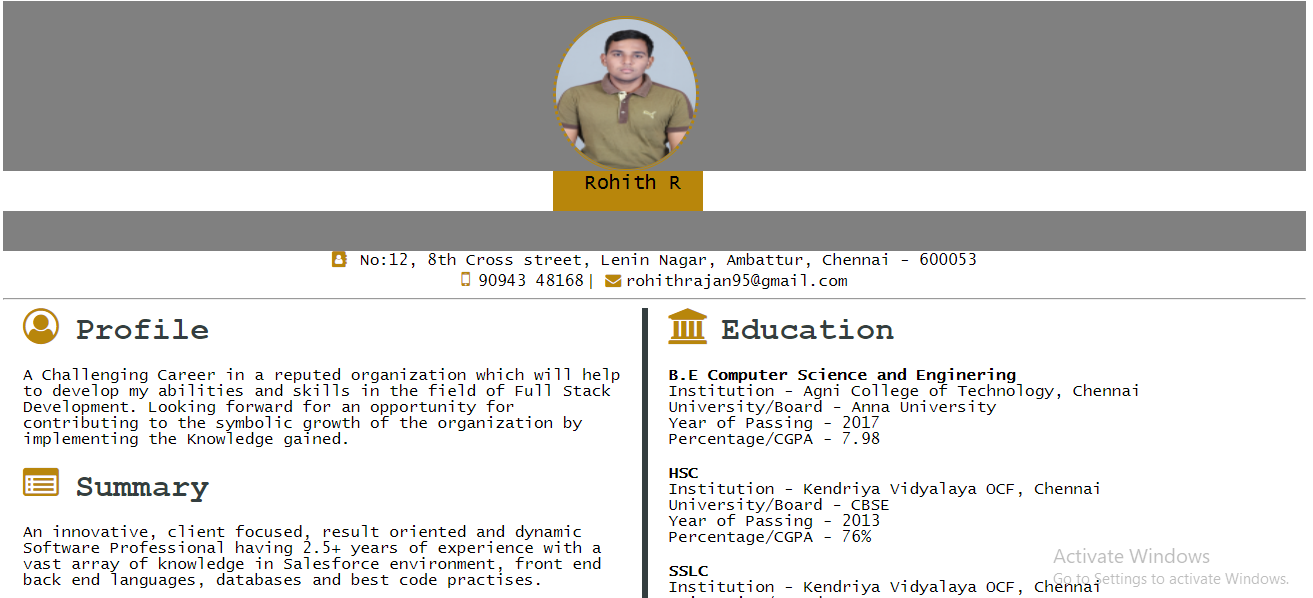 Rohith R
No:12, 8th Cross street, Lenin Nagar, Ambattur, Chennai - 600053
90943 48168 | rohithrajan95@gmail.com
Profile
A Challenging Career in a reputed organization which will help
to develop my abilities and skills in the field of Full Stack
Development. Looking forward for an opportunity for
contributing to the symbolic growth of the organization by
implementing the Knowledge gained.
Summary
An innovative, client focused, result oriented and dynamic
Software Professional having 2.5+ years of experience with a
vast array of knowledge in Salesforce environment, front end
back end languages, databases and best code practises.
Education
B.E Computer Science and Enginering
Institution - Agni College of Technology, Chennai
University/Board - Anna University
Year of Passing - 2017
Percentage/CGPA - 7.98
HSC
Institution - Kendriya Vidyalaya OCF, Chennai
University/Board - CBSE
Year of Passing - 2013
Percentage/CGPA - 76%
SSLC
Institution - Kendriya Vidyalaya OCF, Chennai
Activate Windows
Go to Settings to activate Windows.